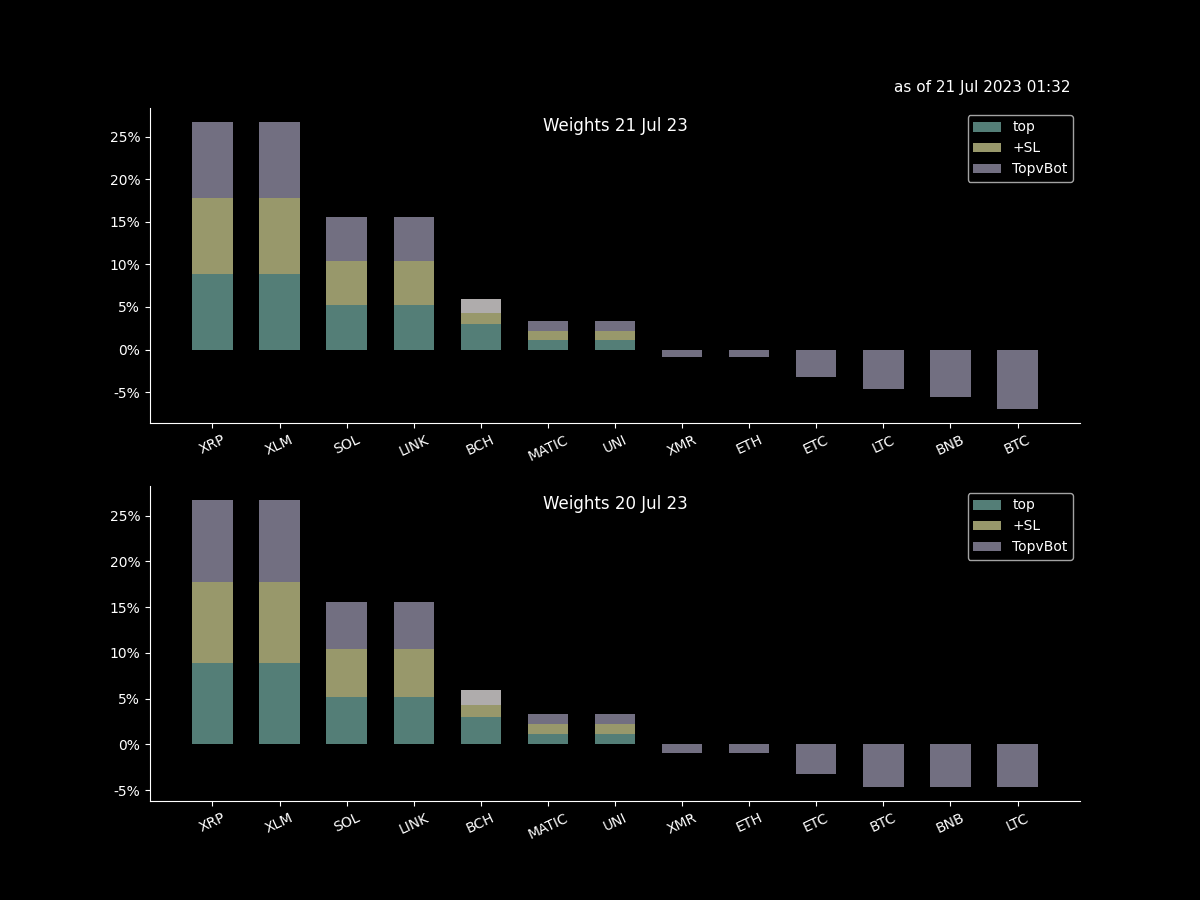 as of 21 Jul 2023 01:32
Weights 21 Jul 23
top
+SL
TopvBot
25%
20%
15%
10%
5%
0%
-5%
XRP XLM SOL LINK BCH MATIC UNI XMR ETH ETC LTC BNB BTC
Weights 20 Jul 23
top
+SL
TopvBot
25%
20%
15%
10%
5%
0%
-5%
XRP XLM SOL LINK BCH MATIC UNI XMR ETH ETC BTC BNB LTC